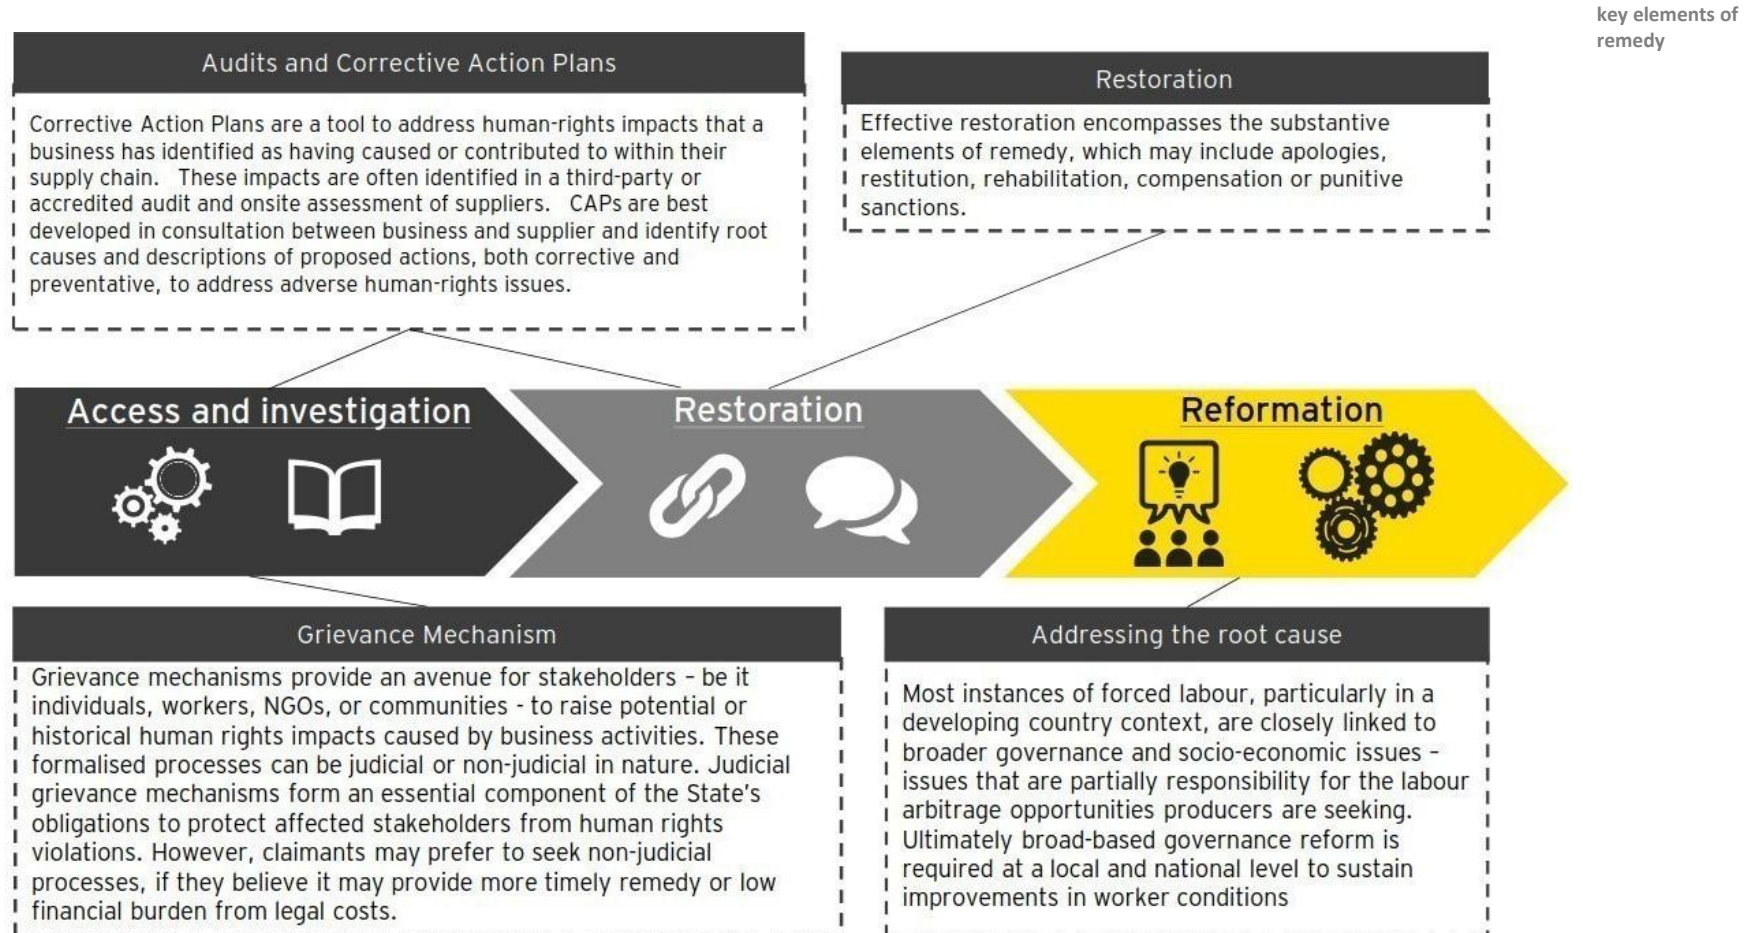 key elements of
remedy
Audits and Corrective Action Plans
Corrective Action Plans are a tool to address human-rights impacts that a
business has identified as having caused or contributed to within their
supply chain. These impacts are often identified in a third-party or
accredited audit and onsite assessment of suppliers. CAPs are best
developed in consultation between business and supplier and identify root
causes and descriptions of proposed actions, both corrective and
preventative, to address adverse human-rights issues.
Restoration
Effective restoration encompasses the substantive
elements of remedy, which may include apologies,
restitution, rehabilitation, compensation or punitive
sanctions.
Access and investigation
Restoration
Reformation
Grievance Mechanism
Grievance mechanisms provide an avenue for stakeholders – be it
individuals, workers, NGOs, or communities - to raise potential or
historical human rights impacts caused by business activities. These
formalised processes can be judicial or non-judicial in nature. Judicial
grievance mechanisms form an essential component of the State's
obligations to protect affected stakeholders from human rights
violations. However, claimants may prefer to seek non-judicial
processes, if they believe it may provide more timely remedy or low
financial burden from legal costs.
Addressing the root cause
Most instances of forced labour, particularly in a
developing country context, are closely linked to
broader governance and socio-economic issues –
issues that are partially responsibility for the labour
arbitrage opportunities producers are seeking.
Ultimately broad-based governance reform is
required at a local and national level to sustain
improvements in worker conditions